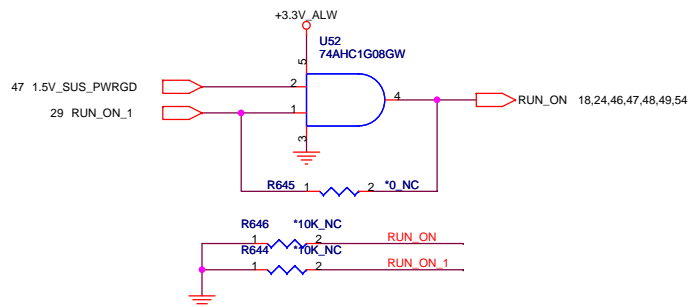 +3.3V_ALW
U52
74AHC1G08GW
5
47 1.5V_SUS_PWRGD 2
4 RUN_ON 18,24,46,47,48,49,54
29 RUN_ON_1 1
3
R645 1 2 *0_NC
R646 *10K_NC
1 2 RUN_ON
R644 *10K_NC
1 2 RUN_ON_1